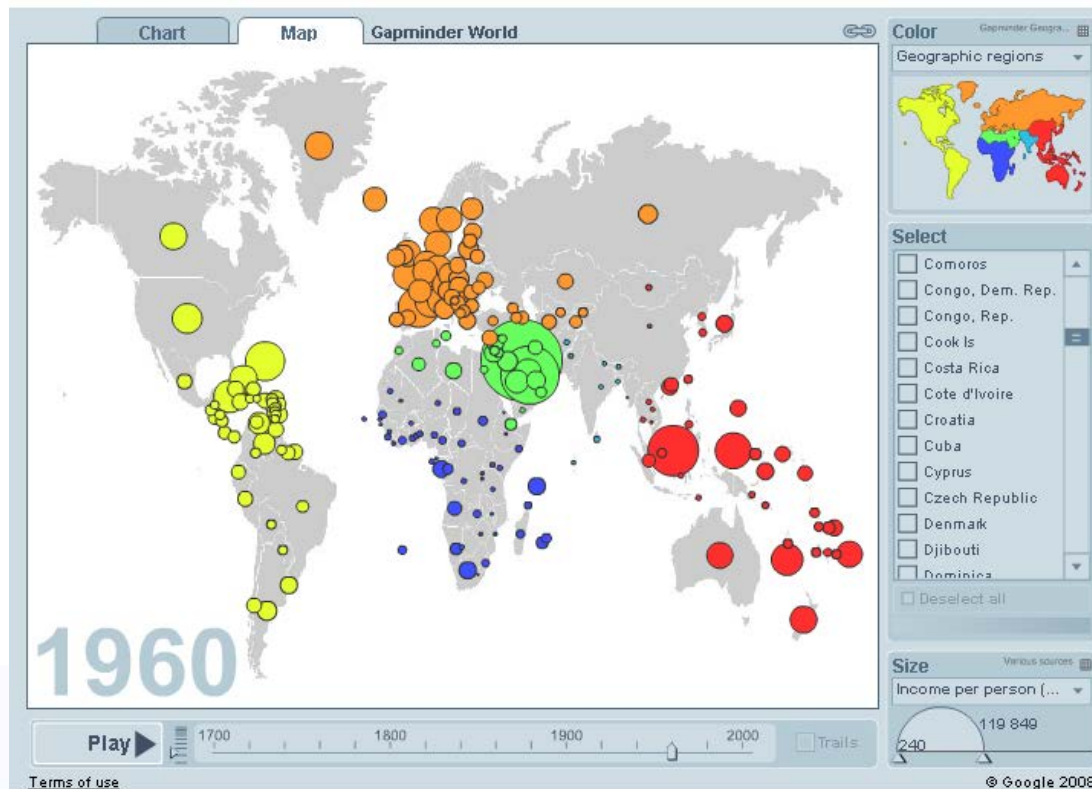 Chart
Map
Gapminder World
1960
Play
1700
1800
1900
2000
Trails
Terms of use
Color
Gapminder Geogra...
Geographic regions
Select
Comoros
Congo, Dem. Rep.
Congo, Rep.
Cook Is
Costa Rica
Cote d'Ivoire
Croatia
Cuba
Cyprus
Czech Republic
Denmark
Djibouti
Dominica
Deselect all
Size
Various sources
Income per person (...
119 849
240
© Google 2008